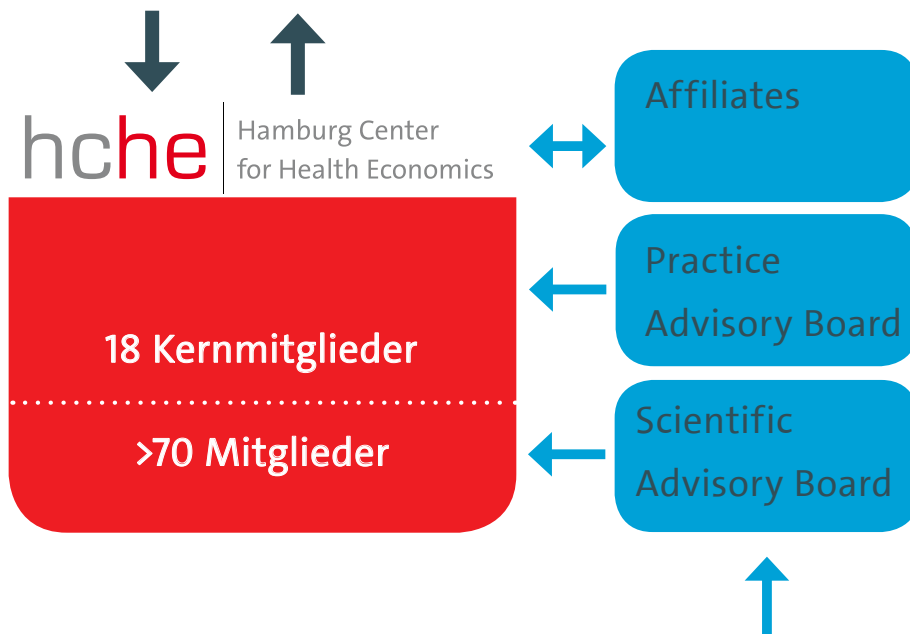 hche
Hamburg Center
for Health Economics
18 Kernmitglieder
>70 Mitglieder
Affiliates
Practice
Advisory Board
Scientific
Advisory Board